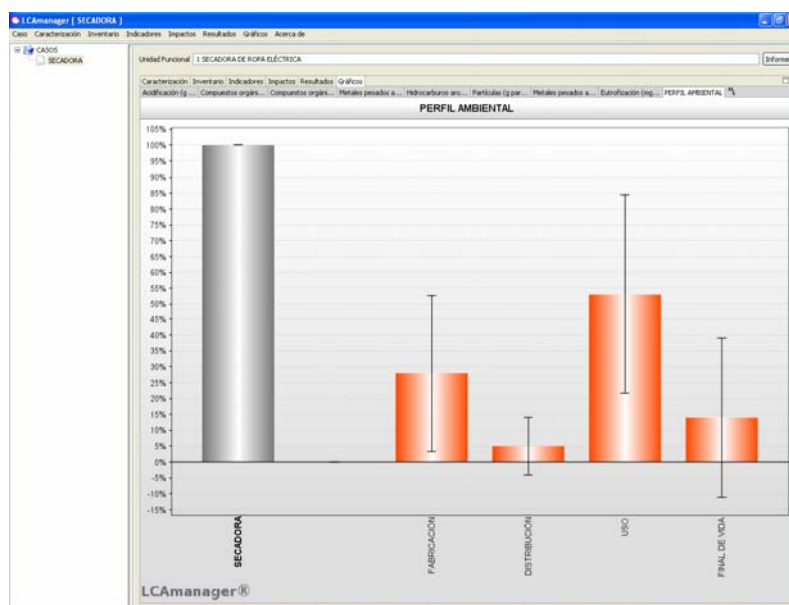 LCAmanager [ SECADORA ]
Caso Caracterización Inventario Indicadores Impactos Resultados Gráficos Acerca de
CASOS
SECADORA
Unidad Funcional 1 SECADORA DE ROPA ELÉCTRICA Informe
Caracterización Inventario Indicadores Impactos Resultados Gráficos
Acidificación (g ... Compuestos orgáni... Compuestos orgáni... Metales pesados a... Hidrocarburos aro... Partículas (g par... Metales pesados a... Eutrofización (mg... PERFIL AMBIENTAL
PERFIL AMBIENTAL
105%
100%
95%
90%
85%
80%
75%
70%
65%
60%
55%
50%
45%
40%
35%
30%
25%
20%
15%
10%
5%
0%
-5%
-10%
-15%
SECADORA
FABRICACIÓN
DISTRIBUCIÓN
USO
FINAL DE VIDA
LCAmanager®